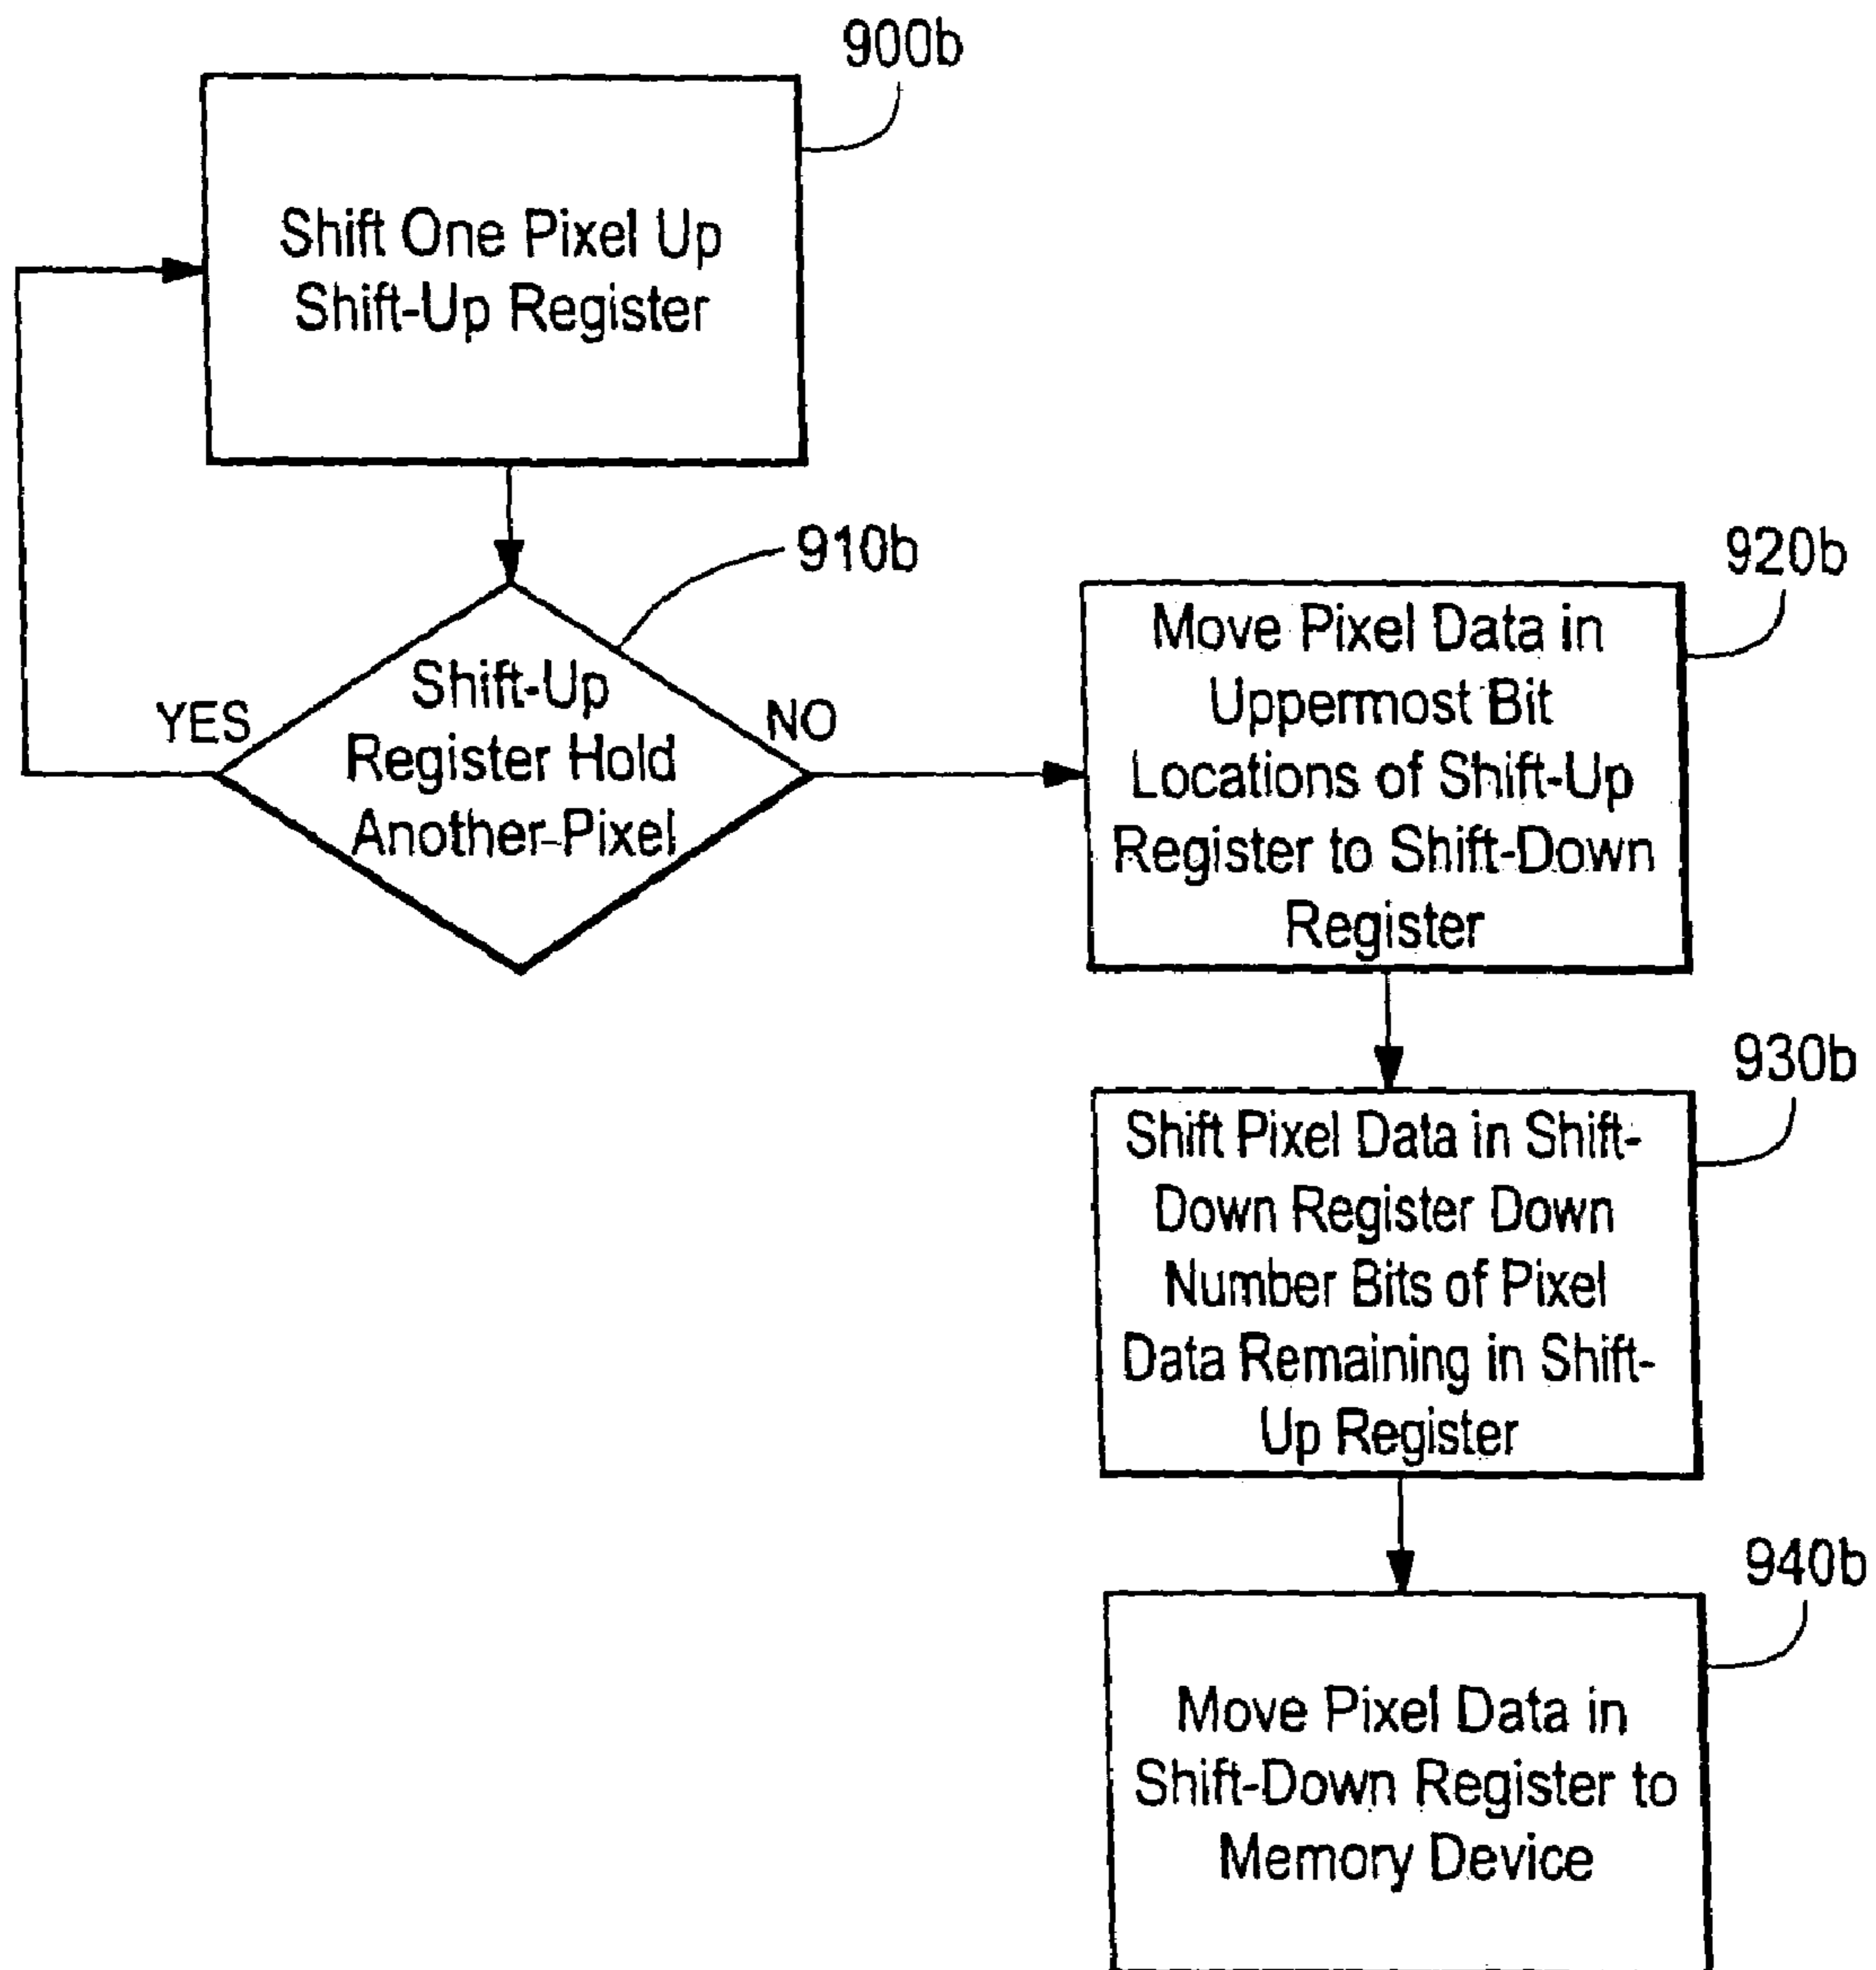 900b
Shift One Pixel Up
Shift-Up Register
910b
Shift-Up
Register Hold
Another-Pixel
YES
NO
920b
Move Pixel Data in
Uppermost Bit
Locations of Shift-Up
Register to Shift-Down
Register
930b
Shift Pixel Data in Shift-
Down Register Down
Number Bits of Pixel
Data Remaining in Shift-
Up Register
940b
Move Pixel Data in
Shift-Down Register to
Memory Device